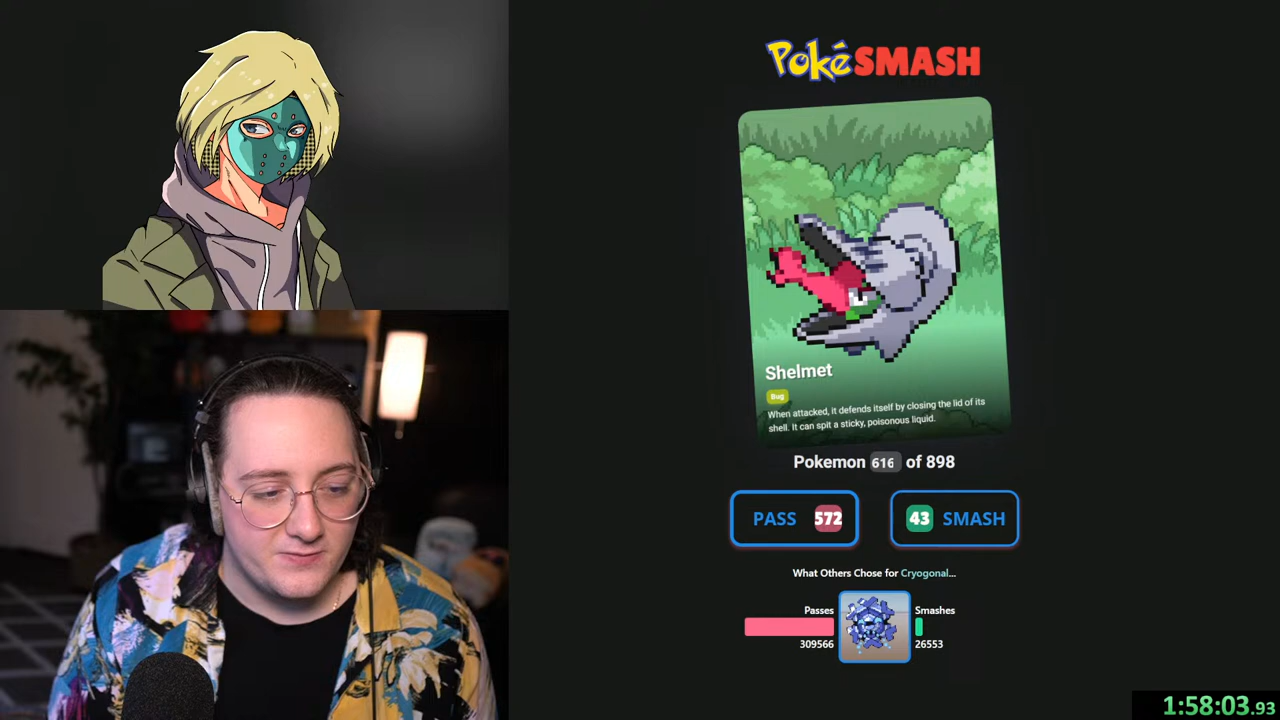 PokéSMASH
Shelmet
Bug
When attacked, it defends itself by closing the lid of its
shell. It can spit a sticky, poisonous liquid.
Pokemon 616 of 898
PASS 572
43 SMASH
What Others Chose for Cryogonal...
Passes
309566
Smashes
26553
1:58:03.93